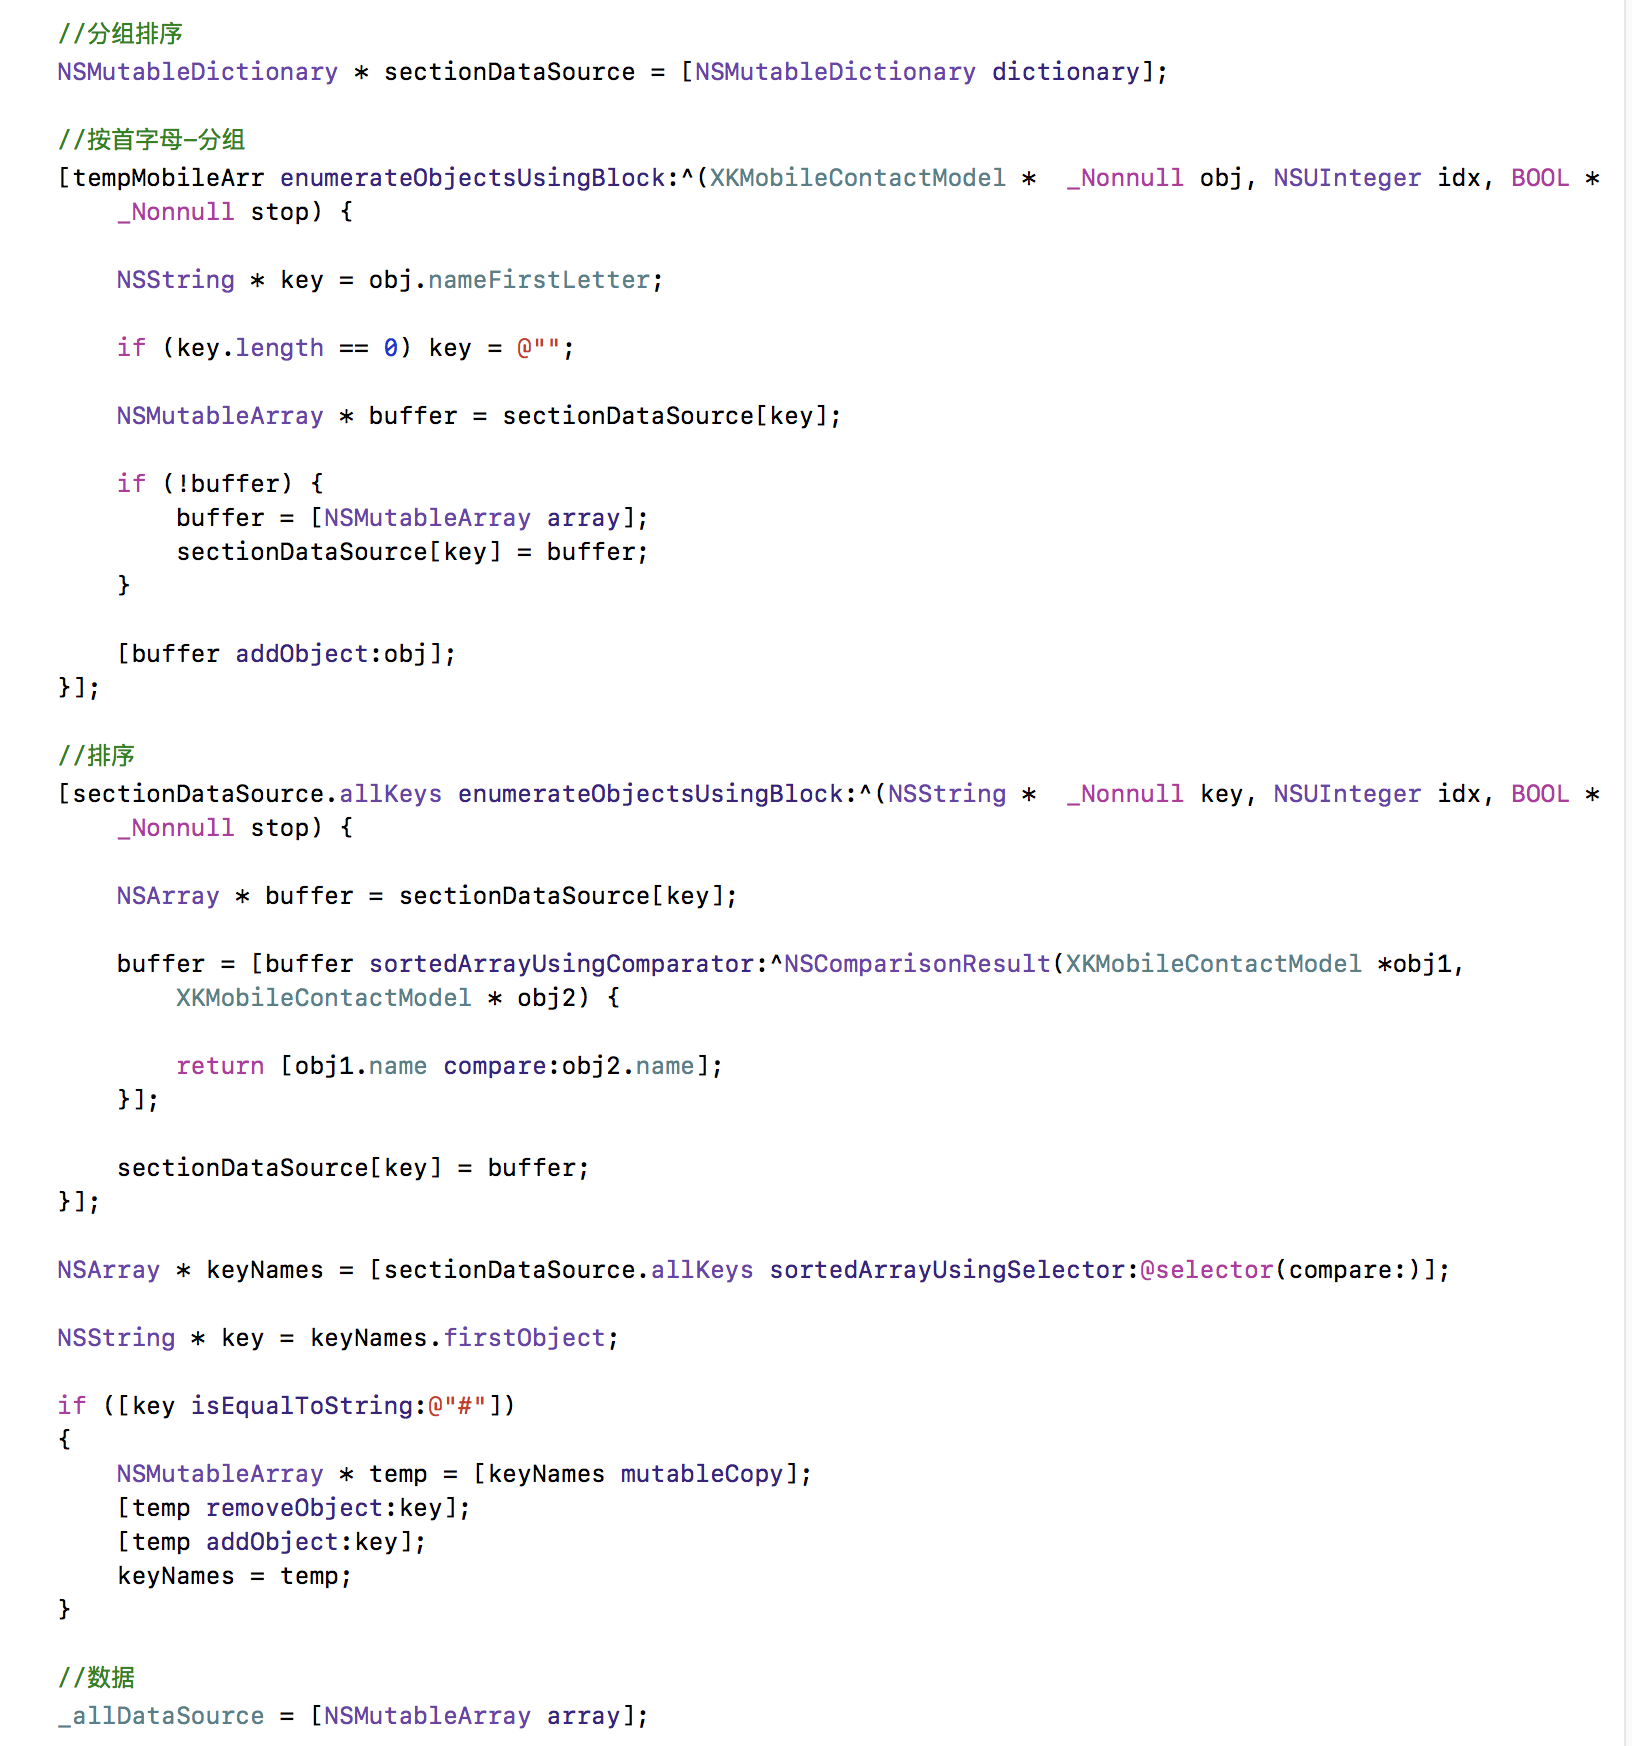 //分组排序
NSMutableDictionary * sectionDataSource = [NSMutableDictionary dictionary];
//按首字母—分组
[tempMobileArr enumerateObjectsUsingBlock:^(XKMobileContactModel *  _Nonnull obj, NSUInteger idx, BOOL *
_Nonnull stop) {
NSString * key = obj.nameFirstLetter;
if (key.length == 0) key = @"";
NSMutableArray * buffer = sectionDataSource[key];
if (!buffer) {
buffer = [NSMutableArray array];
sectionDataSource[key] = buffer;
}
[buffer addObject:obj];
}];
//排序
[sectionDataSource.allKeys enumerateObjectsUsingBlock:^(NSString *  _Nonnull key, NSUInteger idx, BOOL *
_Nonnull stop) {
NSArray * buffer = sectionDataSource[key];
buffer = [buffer sortedArrayUsingComparator:^NSComparisonResult(XKMobileContactModel *obj1,
XKMobileContactModel * obj2) {
return [obj1.name compare:obj2.name];
}];
sectionDataSource[key] = buffer;
}];
NSArray * keyNames = [sectionDataSource.allKeys sortedArrayUsingSelector:@selector(compare:)];
NSString * key = keyNames.firstObject;
if ([key isEqualToString:@"#"])
{
NSMutableArray * temp = [keyNames mutableCopy];
[temp removeObject:key];
[temp addObject:key];
keyNames = temp;
}
//数据
_allDataSource = [NSMutableArray array];